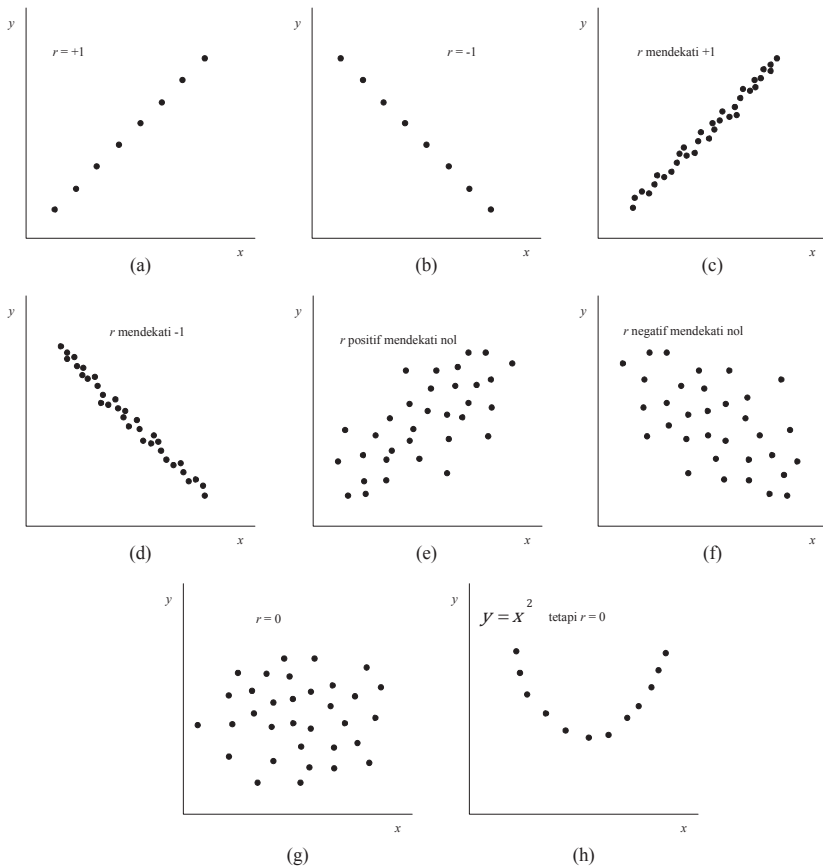 y
r = +1
x
(a)
y
r = -1
x
(b)
y
r mendekati +1
x
(c)
y
r mendekati -1
x
(d)
y
r positif mendekati nol
x
(e)
y
r negatif mendekati nol
x
(f)
y
r = 0
x
(g)
y
y = x² tetapi r = 0
x
(h)